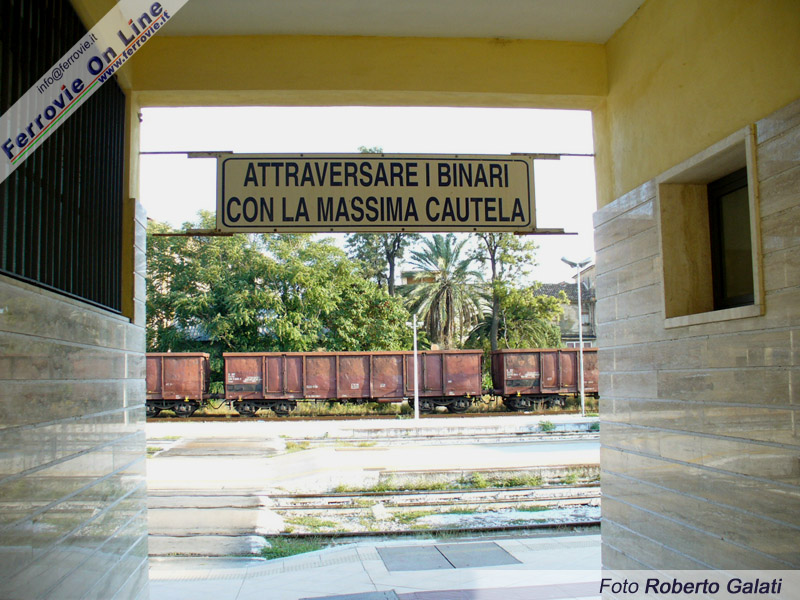 info@ferrovie.it
Ferrovie On Line
www.ferrovie.it
ATTRAVERSARE I BINARI
CON LA MASSIMA CAUTELA
Foto Roberto Galati